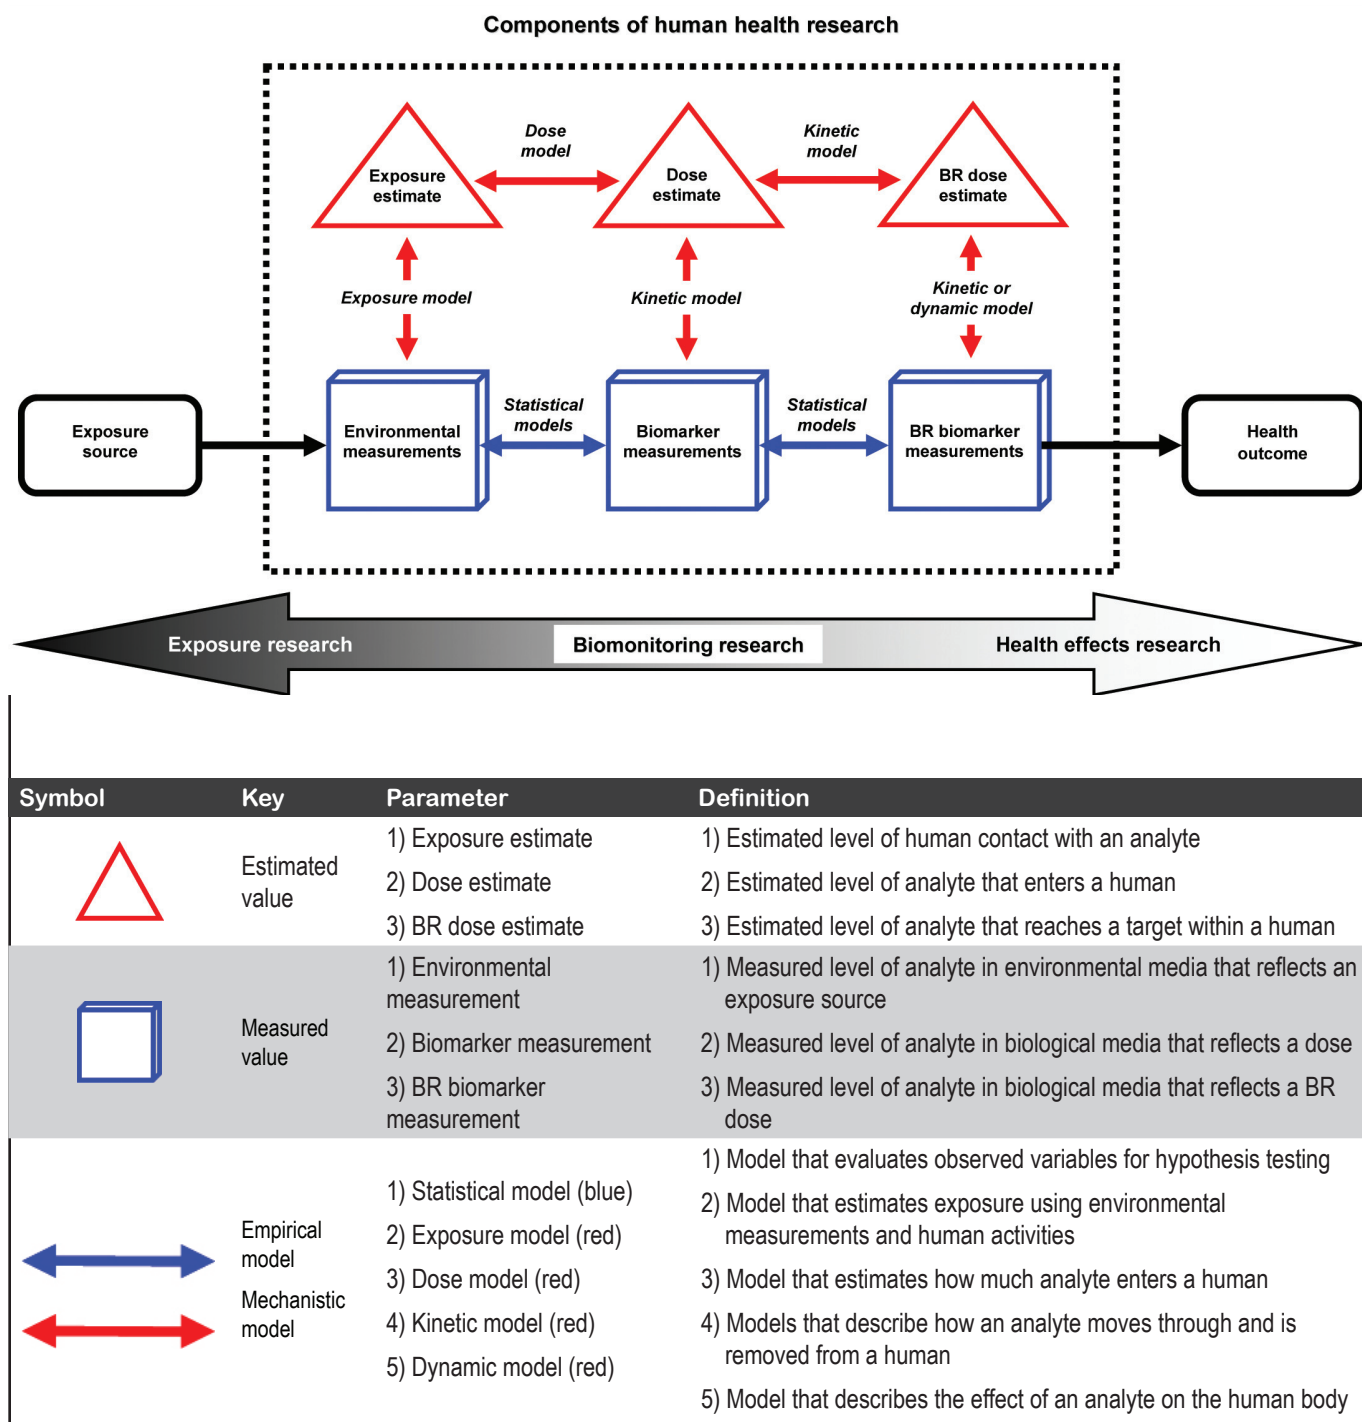 Components of human health research
Dose
model
Kinetic
model
Exposure
estimate
Dose
estimate
BR dose
estimate
Exposure model
Kinetic model
Kinetic or
dynamic model
Exposure
source
Environmental
measurements
Statistical
models
Biomarker
measurements
Statistical
models
BR biomarker
measurements
Health
outcome
Exposure research
Biomonitoring research
Health effects research
Symbol Key Parameter Definition
Estimated
value
1) Exposure estimate
2) Dose estimate
3) BR dose estimate
1) Estimated level of human contact with an analyte
2) Estimated level of analyte that enters a human
3) Estimated level of analyte that reaches a target within a human
Measured
value
1) Environmental
measurement
2) Biomarker measurement
3) BR biomarker
measurement
1) Measured level of analyte in environmental media that reflects an
exposure source
2) Measured level of analyte in biological media that reflects a dose
3) Measured level of analyte in biological media that reflects a BR
dose
Empirical
model
Mechanistic
model
1) Statistical model (blue)
2) Exposure model (red)
3) Dose model (red)
4) Kinetic model (red)
5) Dynamic model (red)
1) Model that evaluates observed variables for hypothesis testing
2) Model that estimates exposure using environmental
measurements and human activities
3) Model that estimates how much analyte enters a human
4) Models that describe how an analyte moves through and is
removed from a human
5) Model that describes the effect of an analyte on the human body